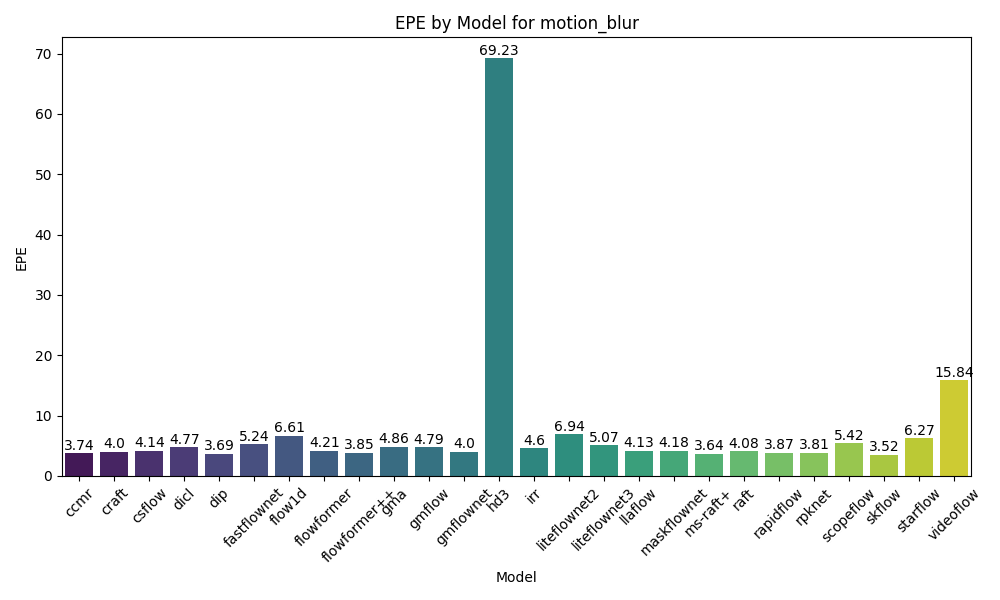 EPE by Model for motion_blur
EPE
70
60
50
40
30
20
10
0
3.74
4.0
4.14
4.77
3.69
5.24
6.61
4.21
3.85
4.86
4.79
4.0
69.23
4.6
6.94
5.07
4.13
4.18
3.64
4.08
3.87
3.81
5.42
3.52
6.27
15.84
ccmr
craft
csflow
dicl
dip
fastflownet
flow1d
flowformer
flowformer++
gma
gmflow
gmflownet
hd3
irr
liteflownet2
liteflownet3
llaflow
maskflownet
ms-raft+
raft
rapidflow
rpknet
scopeflow
skflow
starflow
videoflow
Model